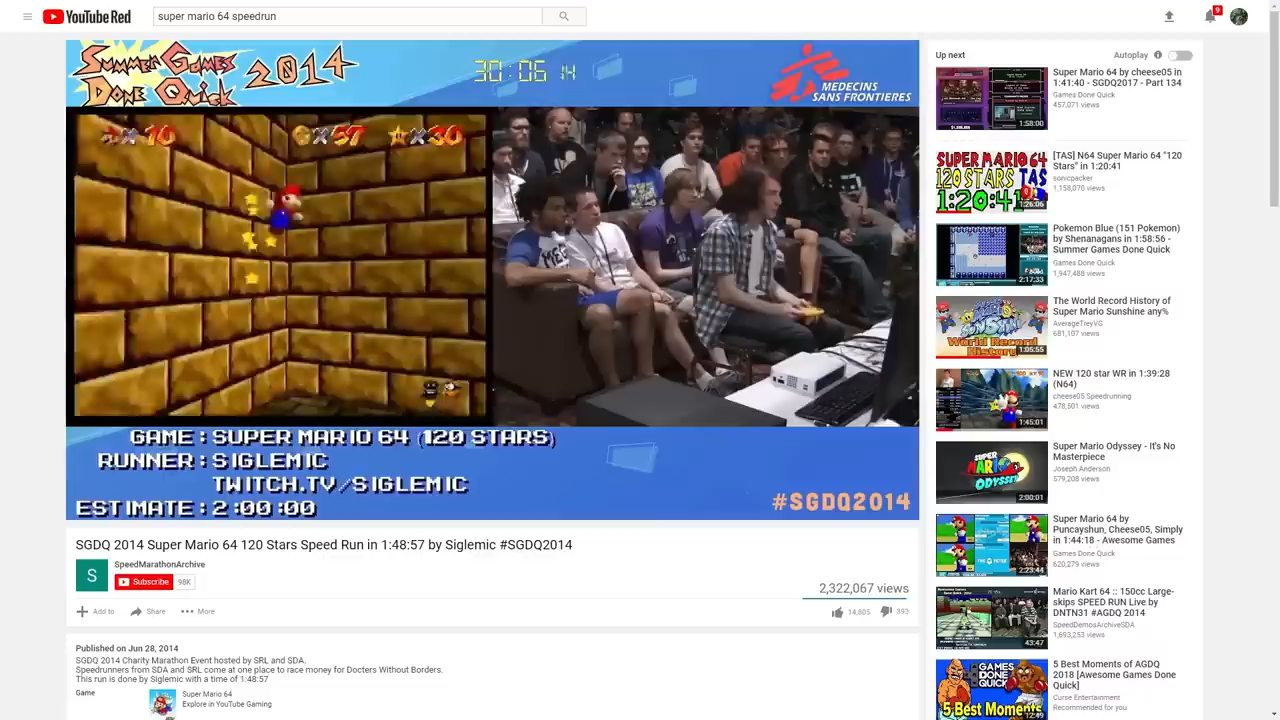 YouTube Red
super mario 64 speedrun
9
SUMMER GAMES
DONE QUICK
2014
30:06 14
MEDECINS
SANS FRONTIERES
GAME : SUPER MARIO 64 (120 STARS)
RUNNER : SIGLEMIC
TWITCH.TV/SIGLEMIC
ESTIMATE : 2:00:00
#SGDQ2014
SGDQ 2014 Super Mario 64 120 Stars Speed Run in 1:48:57 by Siglemic #SGDQ2014
S
SpeedMarathonArchive
Subscribe
98K
2,322,067 views
Add to
Share
More
14,805
393
Published on Jun 28, 2014
SGDQ 2014 Charity Marathon Event hosted by SRL and SDA.
Speedrunners from SDA and SRL come at one place to race money for Docters Without Borders.
This run is done by Siglemic with a time of 1:48:57
Game
Super Mario 64
Explore in YouTube Gaming
Up next
Autoplay
Super Mario 64 by cheese05 in
1:41:40 - SGDQ2017 - Part 134
Games Done Quick
457,071 views
1:58:00
[TAS] N64 Super Mario 64 "120
Stars" in 1:20:41
sonicpacker
1,158,070 views
SUPER MARIO 64
120 STARS TAS
1:20:41
1:26:06
Pokemon Blue (151 Pokemon)
by Shenanagans in 1:58:56 -
Summer Games Done Quick
Games Done Quick
1,947,488 views
2:17:33
The World Record History of
Super Mario Sunshine any%
AverageTreyVG
681,107 views
World Record
History
1:05:55
NEW 120 star WR in 1:39:28
(N64)
cheese05 Speedrunning
478,501 views
1:45:01
Super Mario Odyssey - It's No
Masterpiece
Joseph Anderson
579,208 views
SUPER
MARIO
ODYSSEY
2:00:01
Super Mario 64 by
Puncayshun, Cheese05, Simply
in 1:44:18 - Awesome Games
Games Done Quick
620,279 views
2:23:44
Mario Kart 64 :: 150cc Large-
skips SPEED RUN Live by
DNTN31 #AGDQ 2014
SpeedDemosArchiveSDA
1,693,253 views
43:47
5 Best Moments of AGDQ
2018 [Awesome Games Done
Quick]
Curse Entertainment
Recommended for you
GAMES
DONE
QUICK
5 Best Moments
12:49